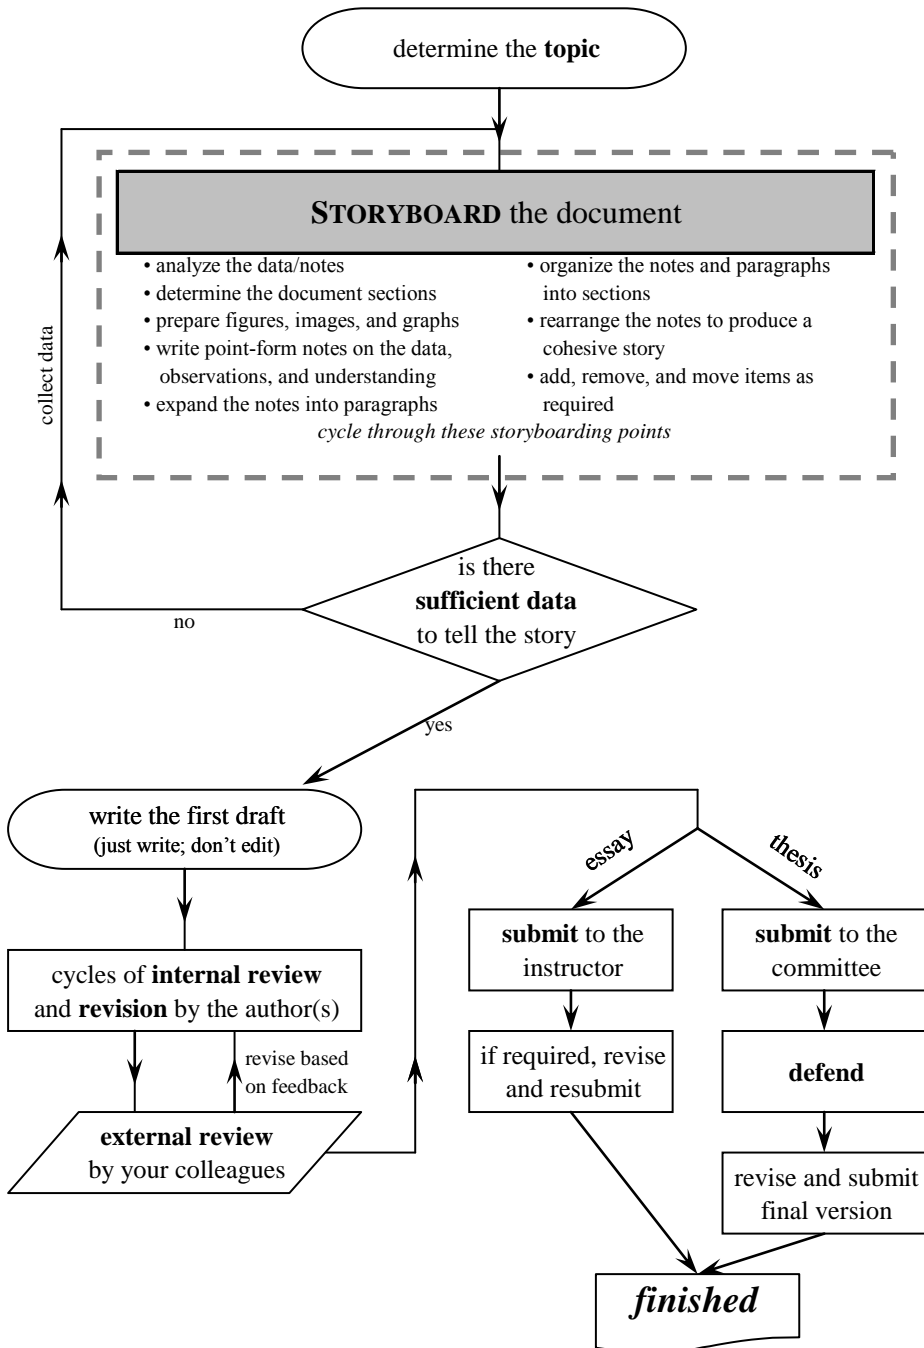 determine the topic
STORYBOARD the document
• analyze the data/notes
• determine the document sections
• prepare figures, images, and graphs
• write point-form notes on the data,
observations, and understanding
• expand the notes into paragraphs
• organize the notes and paragraphs
into sections
• rearrange the notes to produce a
cohesive story
• add, remove, and move items as
required
cycle through these storyboarding points
collect data
is there
sufficient data
to tell the story
no
yes
write the first draft
(just write; don't edit)
cycles of internal review
and revision by the author(s)
revise based
on feedback
external review
by your colleagues
essay
thesis
submit to the
instructor
if required, revise
and resubmit
submit to the
committee
defend
revise and submit
final version
finished